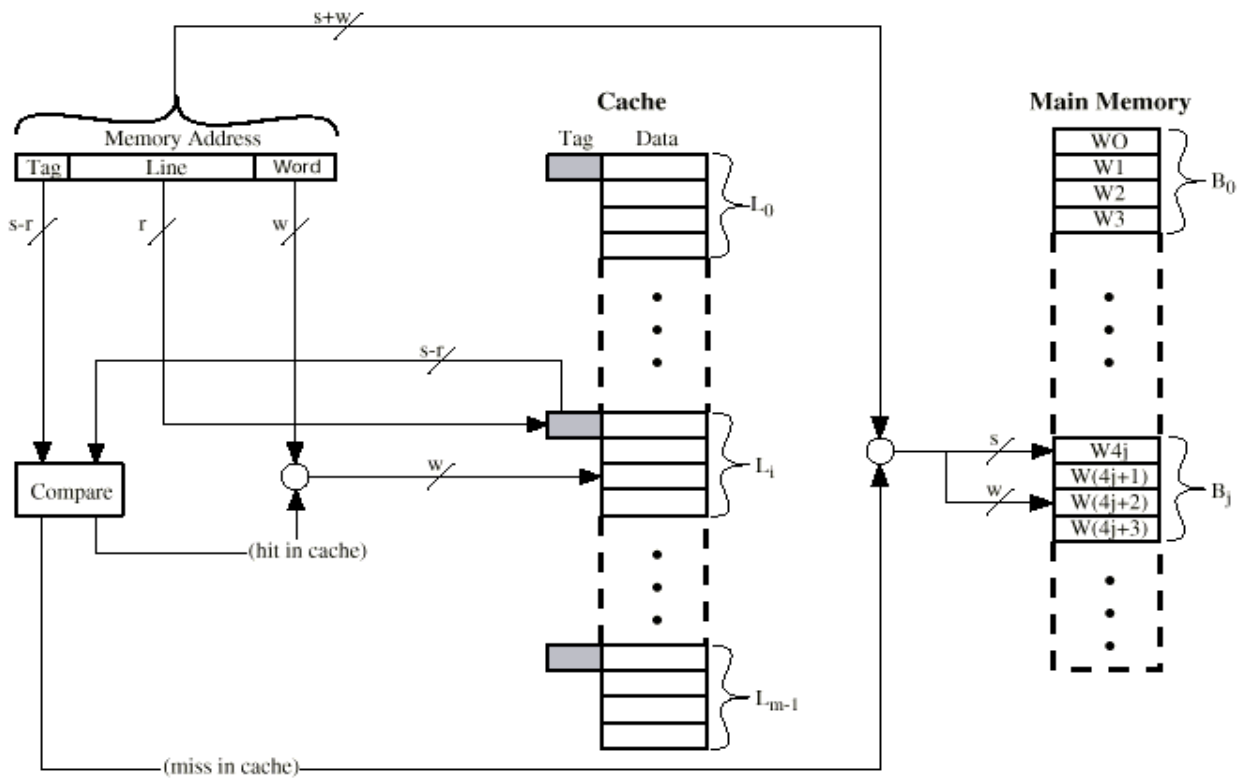 s+w
Cache
Main Memory
Memory Address
Tag Data
Tag Line Word
WO
W1
W2
W3
B0
L0
s-r
r
w
s-r
Compare
w
Li
s
w
W4j
W(4j+1)
W(4j+2)
W(4j+3)
Bj
(hit in cache)
Lm-1
(miss in cache)